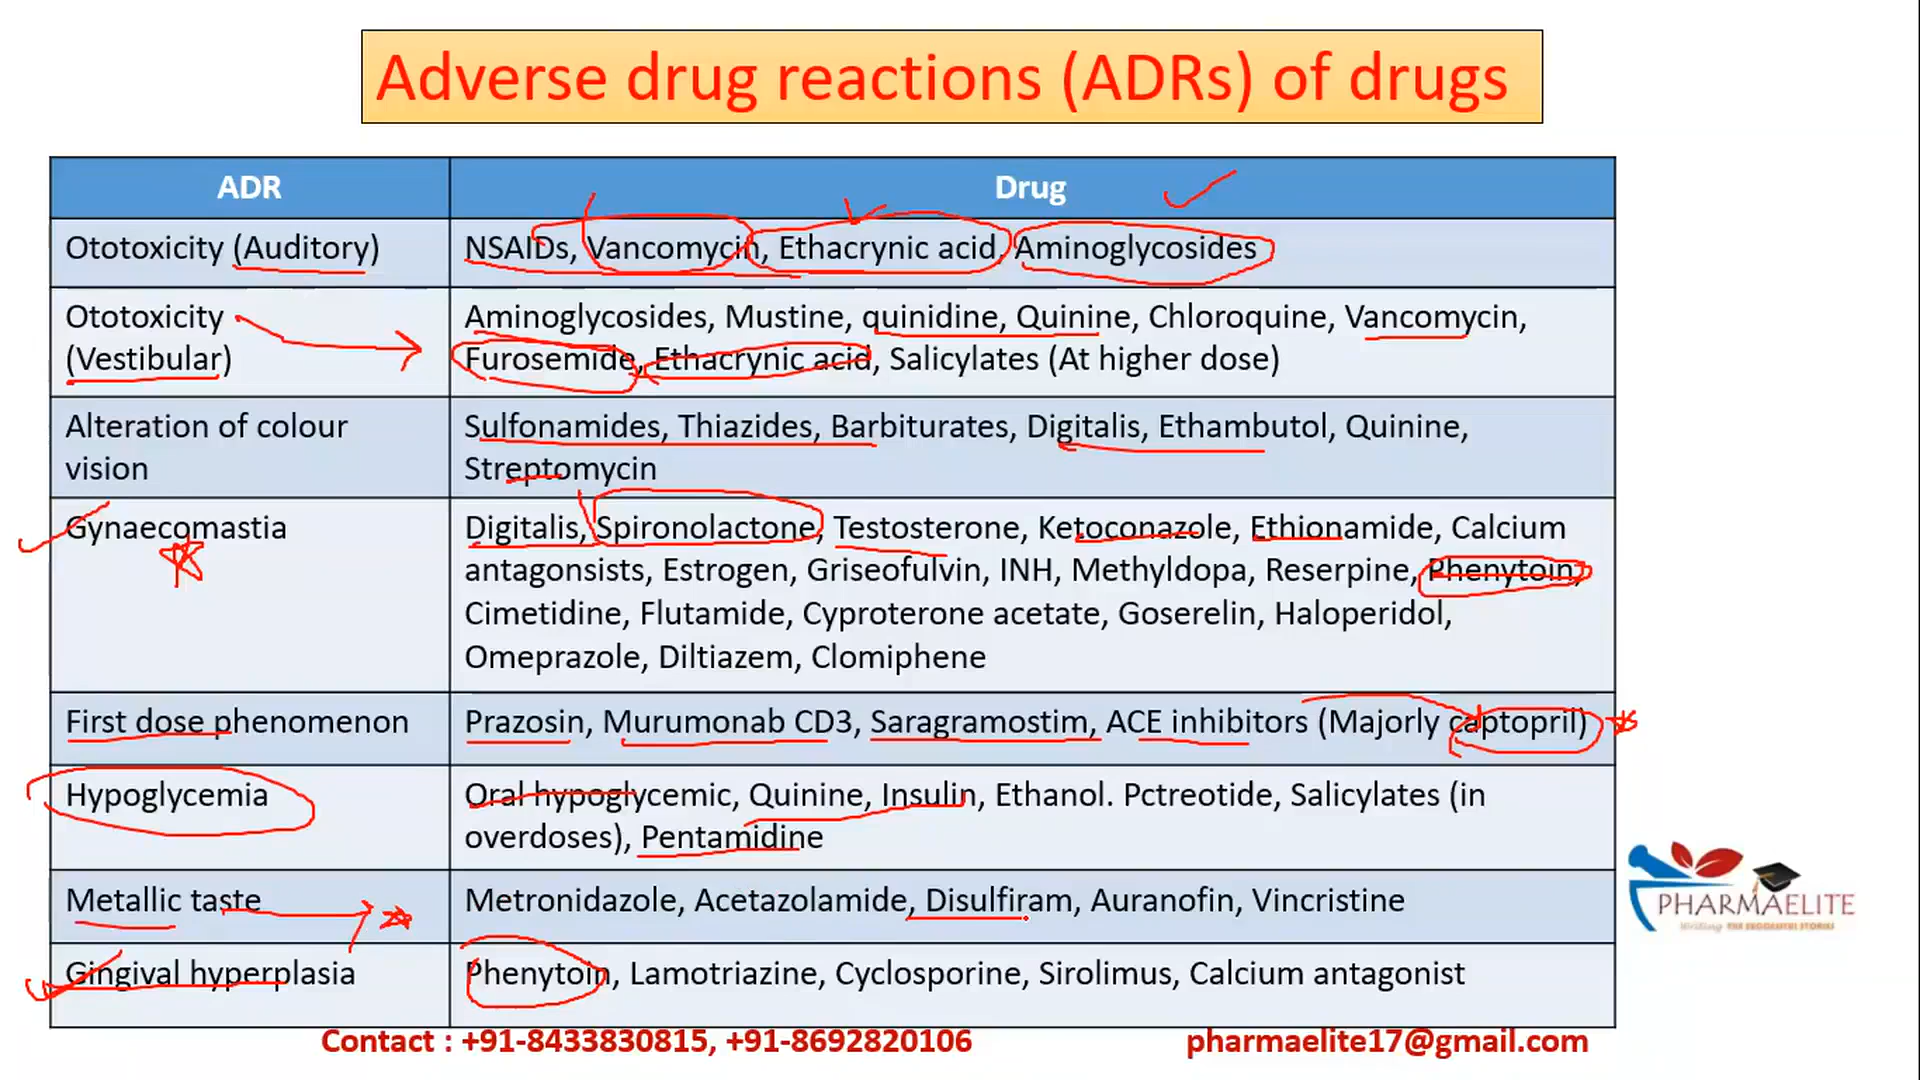 Adverse drug reactions (ADRs) of drugs
ADR
Drug
Ototoxicity (Auditory)
NSAIDs, Vancomycin, Ethacrynic acid, Aminoglycosides
Ototoxicity
(Vestibular)
Aminoglycosides, Mustine, quinidine, Quinine, Chloroquine, Vancomycin,
Furosemide, Ethacrynic acid, Salicylates (At higher dose)
Alteration of colour
vision
Sulfonamides, Thiazides, Barbiturates, Digitalis, Ethambutol, Quinine,
Streptomycin
Gynaecomastia
Digitalis, Spironolactone, Testosterone, Ketoconazole, Ethionamide, Calcium
antagonsists, Estrogen, Griseofulvin, INH, Methyldopa, Reserpine, Phenytoin,
Cimetidine, Flutamide, Cyproterone acetate, Goserelin, Haloperidol,
Omeprazole, Diltiazem, Clomiphene
First dose phenomenon
Prazosin, Murumonab CD3, Saragramostim, ACE inhibitors (Majorly captopril)
Hypoglycemia
Oral hypoglycemic, Quinine, Insulin, Ethanol. Pctreotide, Salicylates (in
overdoses), Pentamidine
Metallic taste
Metronidazole, Acetazolamide, Disulfiram, Auranofin, Vincristine
Gingival hyperplasia
Phenytoin, Lamotriazine, Cyclosporine, Sirolimus, Calcium antagonist
PHARMAELITE
Writing THE SUCCESSFUL STORIES
Contact : +91-8433830815, +91-8692820106
pharmaelite17@gmail.com